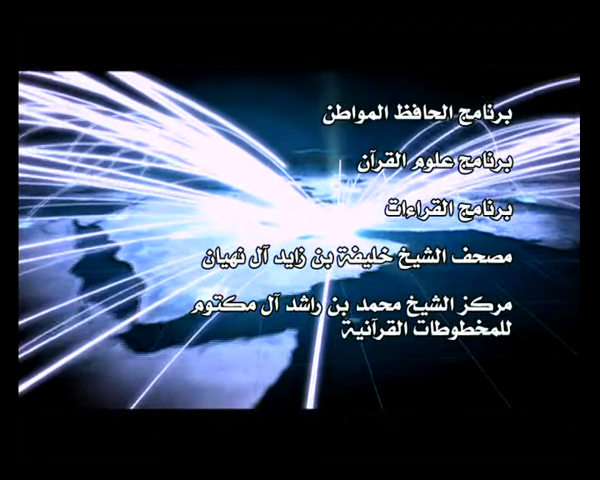 برنامج الحافظ المواطن
برنامج علوم القرآن
برنامج القراءات
مصحف الشيخ خليفة بن زايد آل نهيان
مركز الشيخ محمد بن راشد آل مكتوم
للمخطوطات القرآنية